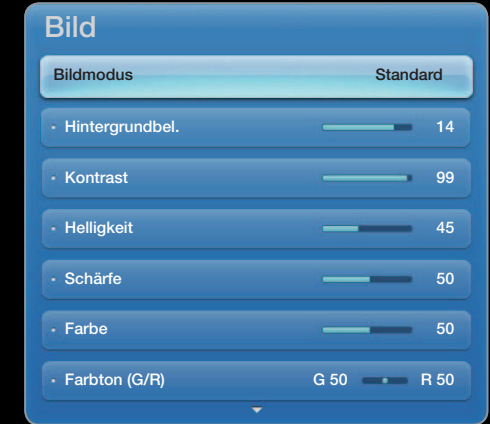 Bild
Bildmodus Standard
Hintergrundbel. 14
Kontrast 99
Helligkeit 45
Schärfe 50
Farbe 50
Farbton (G/R) G 50 R 50